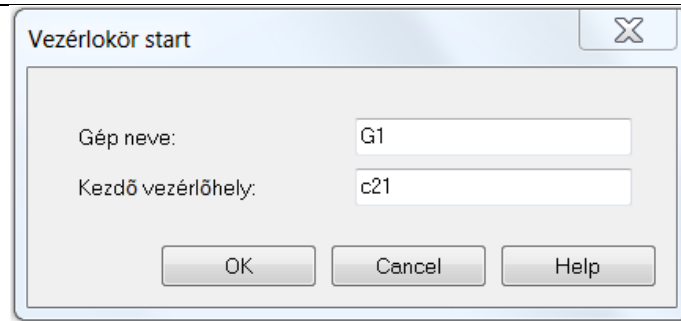 Vezérlokör start
Gép neve: G1
Kezdõ vezérlõhely: c21
OK Cancel Help